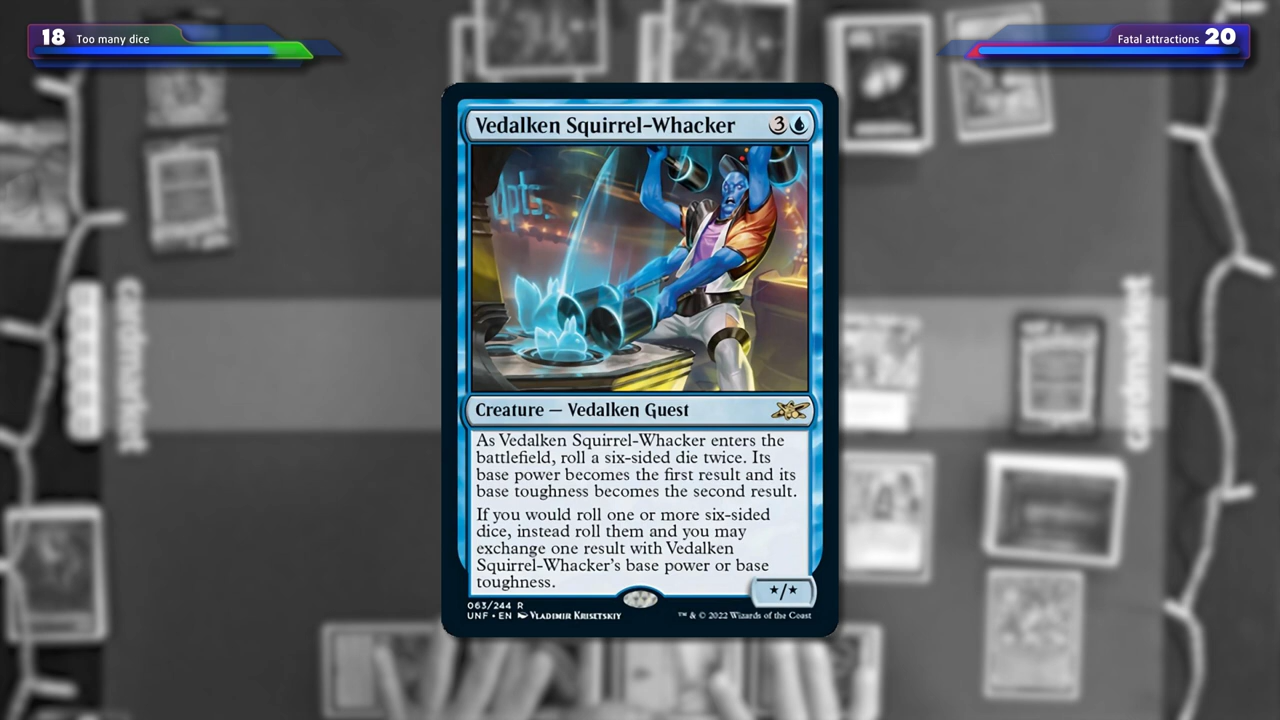 18 Too many dice
Fatal attractions 20
Vedalken Squirrel-Whacker 3
pts.
Creature — Vedalken Guest
As Vedalken Squirrel-Whacker enters the
battlefield, roll a six-sided die twice. Its
base power becomes the first result and its
base toughness becomes the second result.
If you would roll one or more six-sided
dice, instead roll them and you may
exchange one result with Vedalken
Squirrel-Whacker's base power or base
toughness.
*/*
063/244 R
UNF • EN Vladimir Krisetskiy
™ & © 2022 Wizards of the Coast
cardmarket
cardmarket